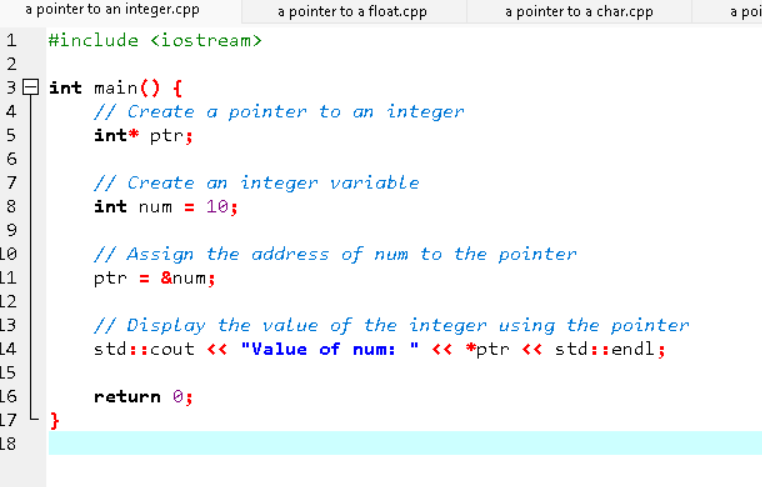 a pointer to an integer.cpp a pointer to a float.cpp a pointer to a char.cpp a poi
1 #include <iostream>
2
3 int main() {
4 // Create a pointer to an integer
5 int* ptr;
6
7 // Create an integer variable
8 int num = 10;
9
10 // Assign the address of num to the pointer
11 ptr = &num;
12
13 // Display the value of the integer using the pointer
14 std::cout << "Value of num: " << *ptr << std::endl;
15
16 return 0;
17 }
18